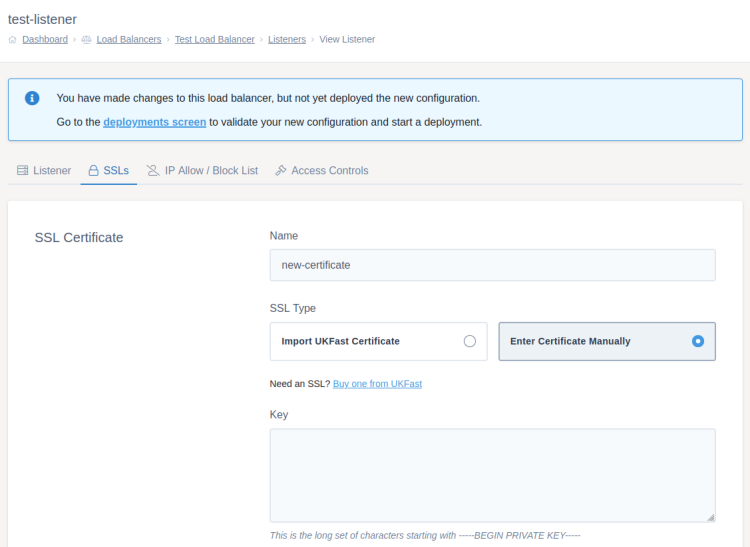 test-listener
Dashboard › Load Balancers › Test Load Balancer › Listeners › View Listener
You have made changes to this load balancer, but not yet deployed the new configuration.
Go to the deployments screen to validate your new configuration and start a deployment.
Listener SSLs IP Allow / Block List Access Controls
SSL Certificate
Name
new-certificate
SSL Type
Import UKFast Certificate
Enter Certificate Manually
Need an SSL? Buy one from UKFast
Key
This is the long set of characters starting with -----BEGIN PRIVATE KEY-----